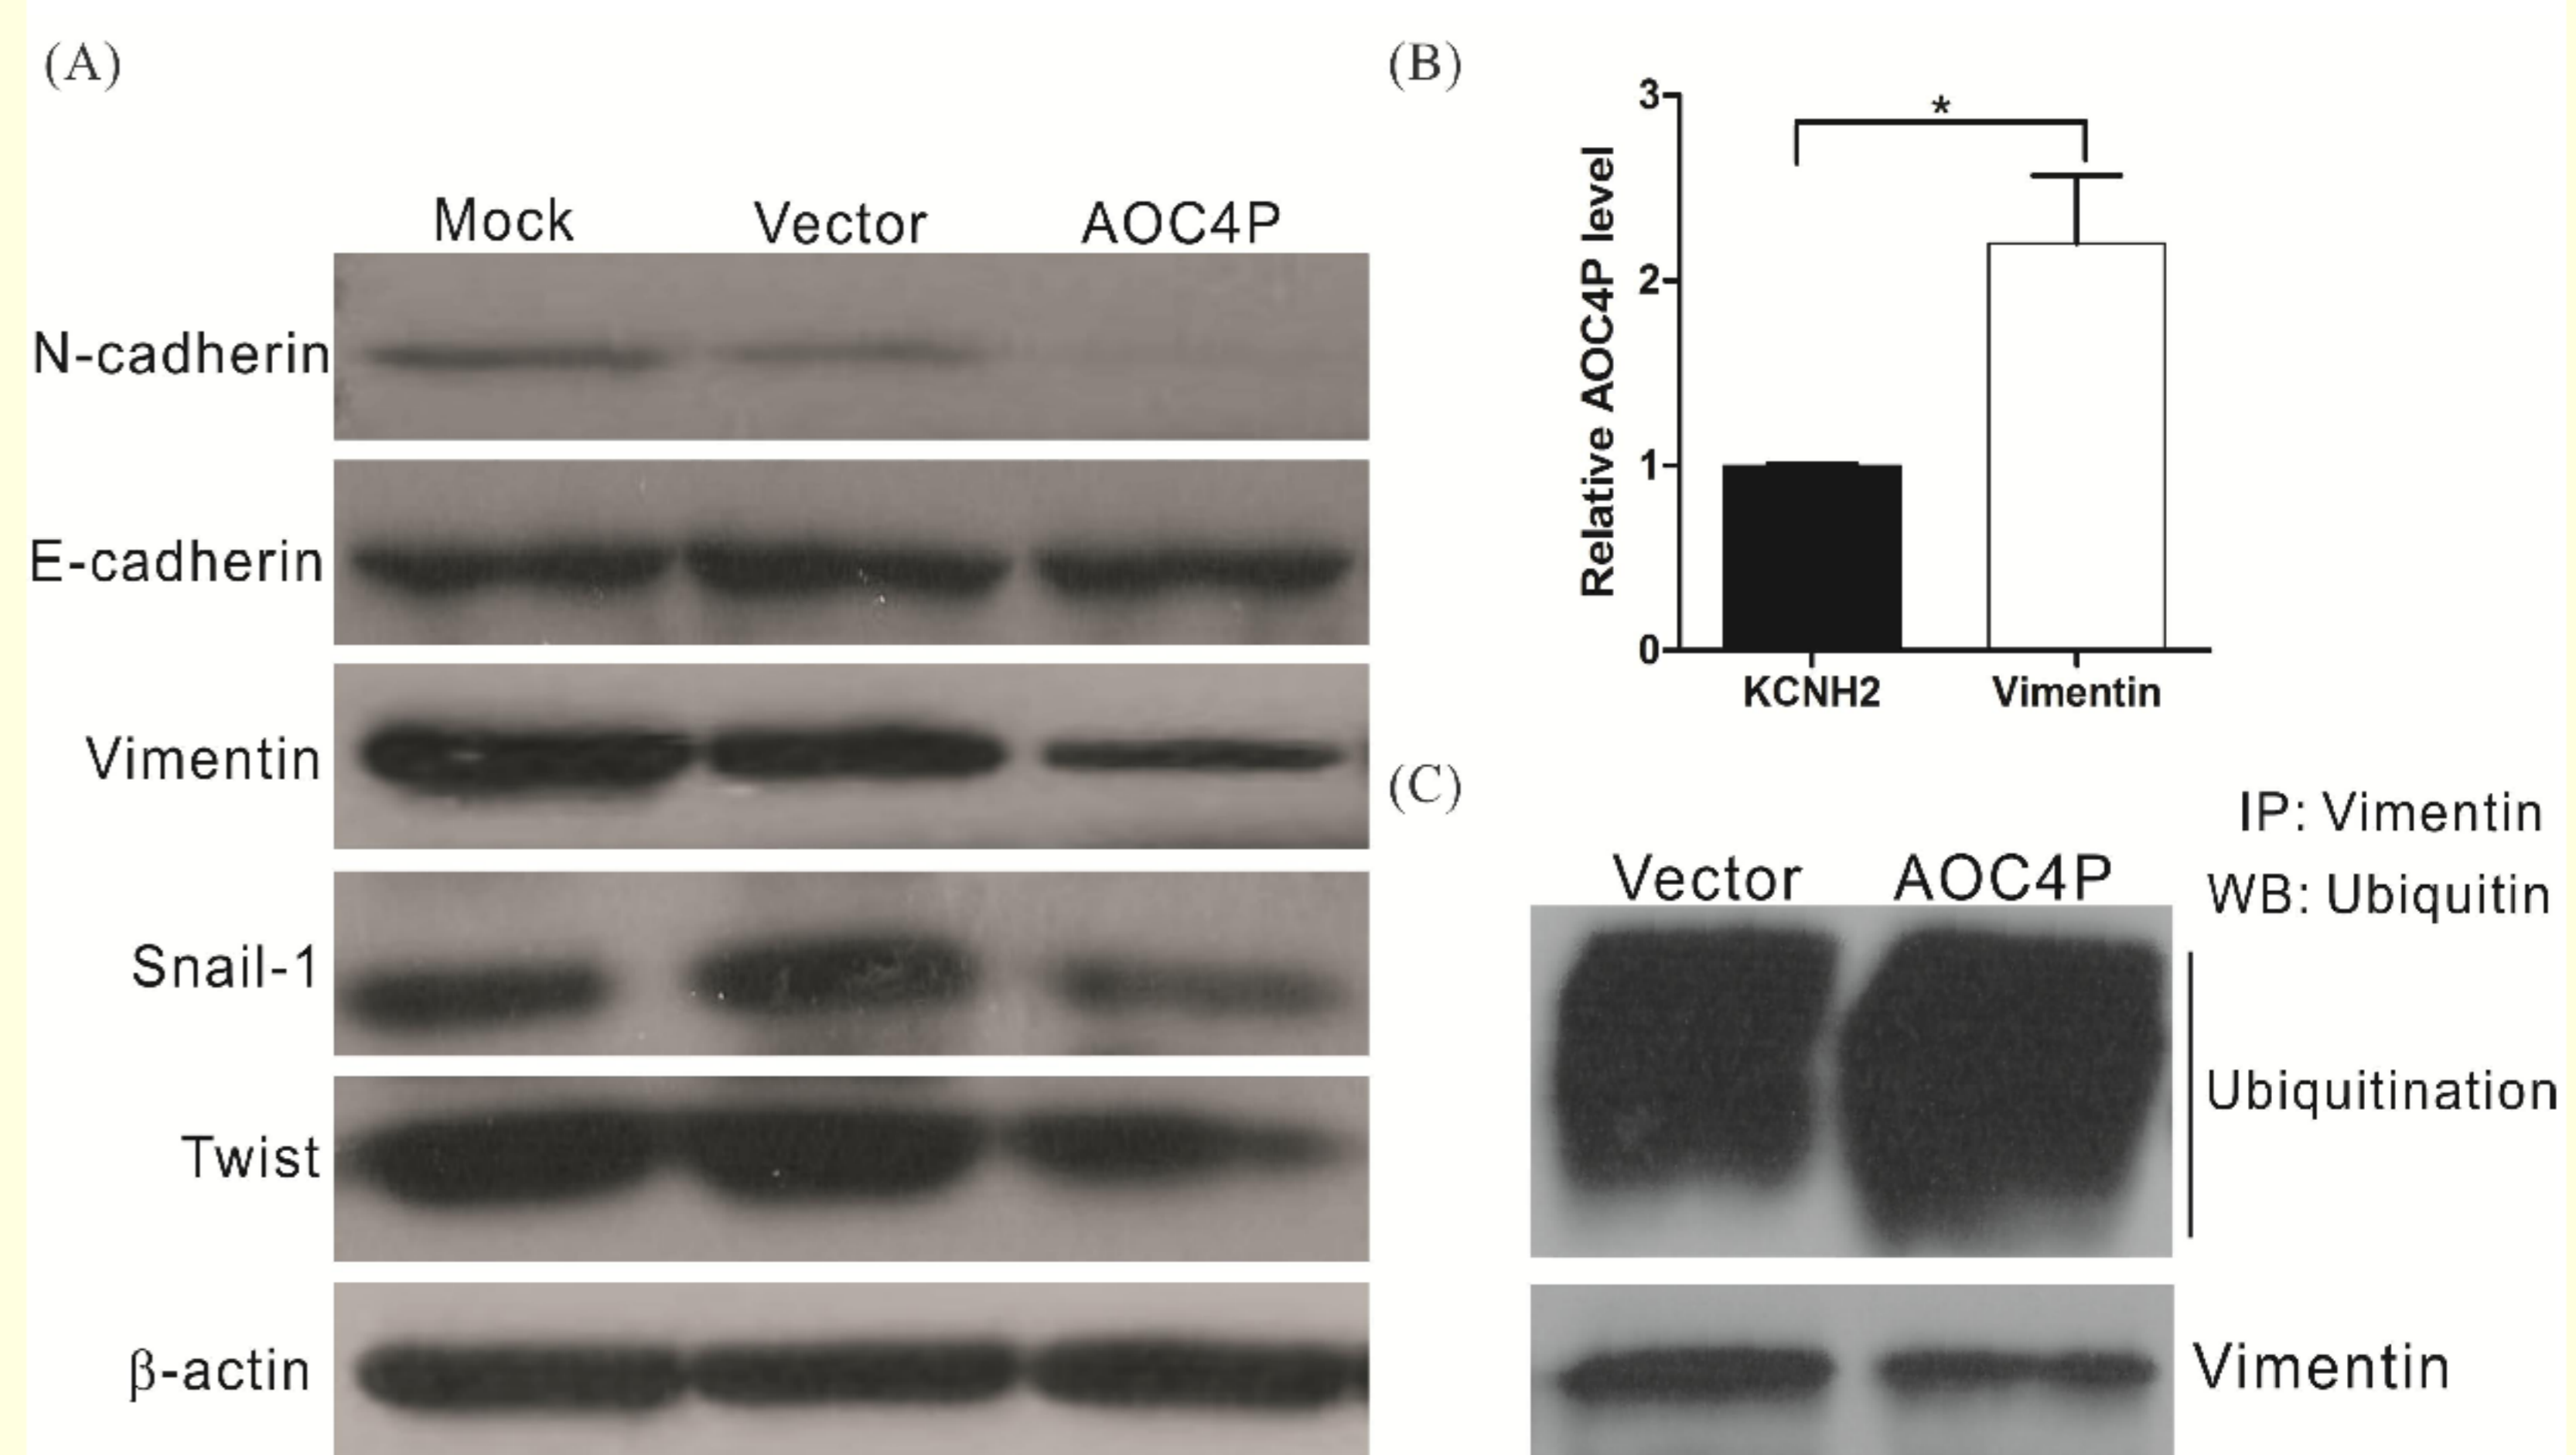 (A)
Mock Vector AOC4P
N-cadherin
E-cadherin
Vimentin
Snail-1
Twist
β-actin
(B)
Relative AOC4P level
3
2
1
0
*
KCNH2 Vimentin
(C)
IP: Vimentin
WB: Ubiquitin
Vector AOC4P
Ubiquitination
Vimentin